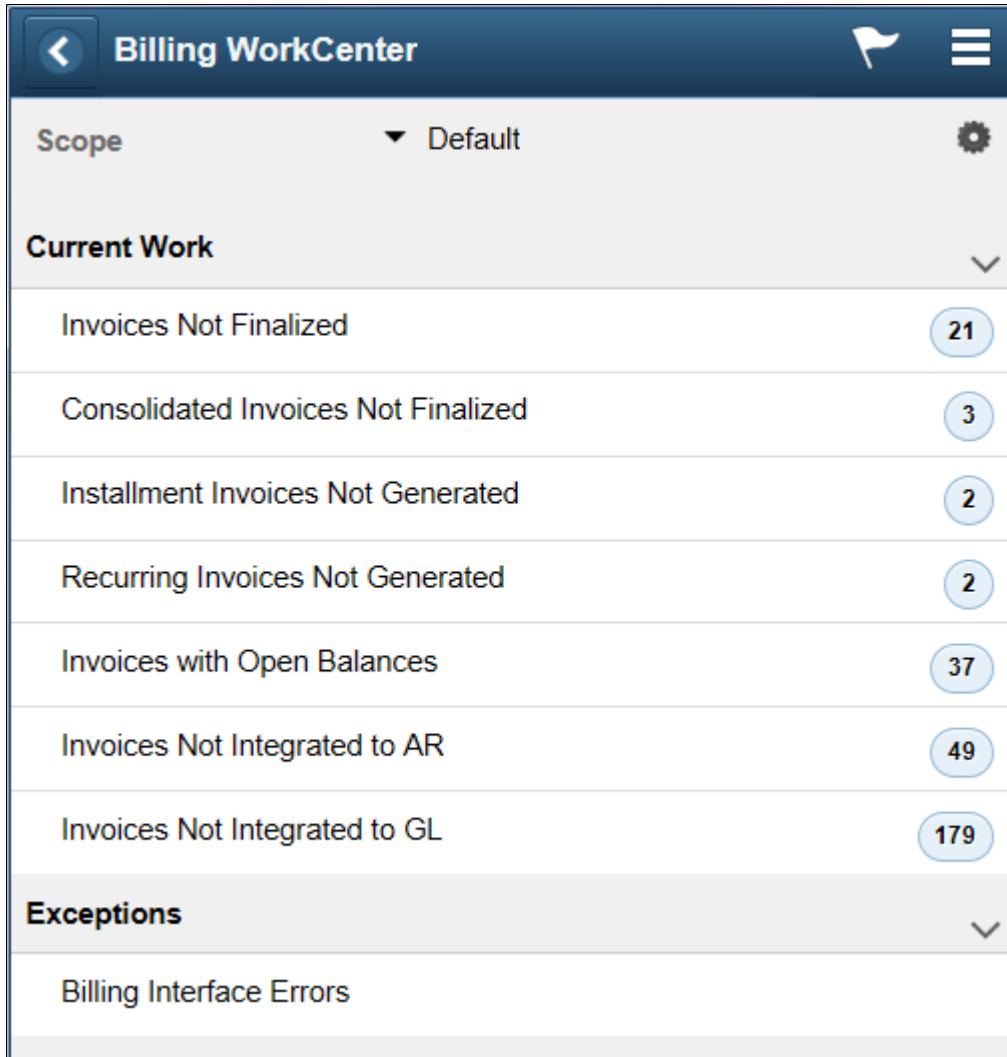 Billing WorkCenter
Scope Default
Current Work
Invoices Not Finalized 21
Consolidated Invoices Not Finalized 3
Installment Invoices Not Generated 2
Recurring Invoices Not Generated 2
Invoices with Open Balances 37
Invoices Not Integrated to AR 49
Invoices Not Integrated to GL 179
Exceptions
Billing Interface Errors